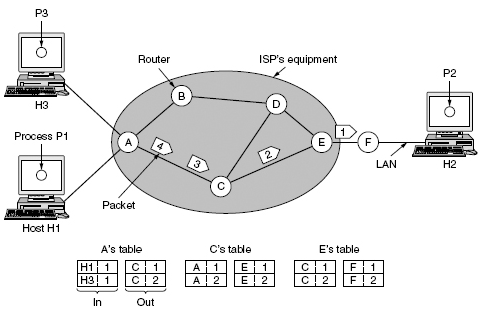 P3
Router
ISP's equipment
P2
H3
B
D
Process P1
A
E
1
F
4
3
2
LAN
H2
C
Packet
Host H1
A's table
C's table
E's table
H1 1 C 1 A 1 E 1 C 1 F 1
H3 1 C 2 A 2 E 2 C 2 F 2
In Out